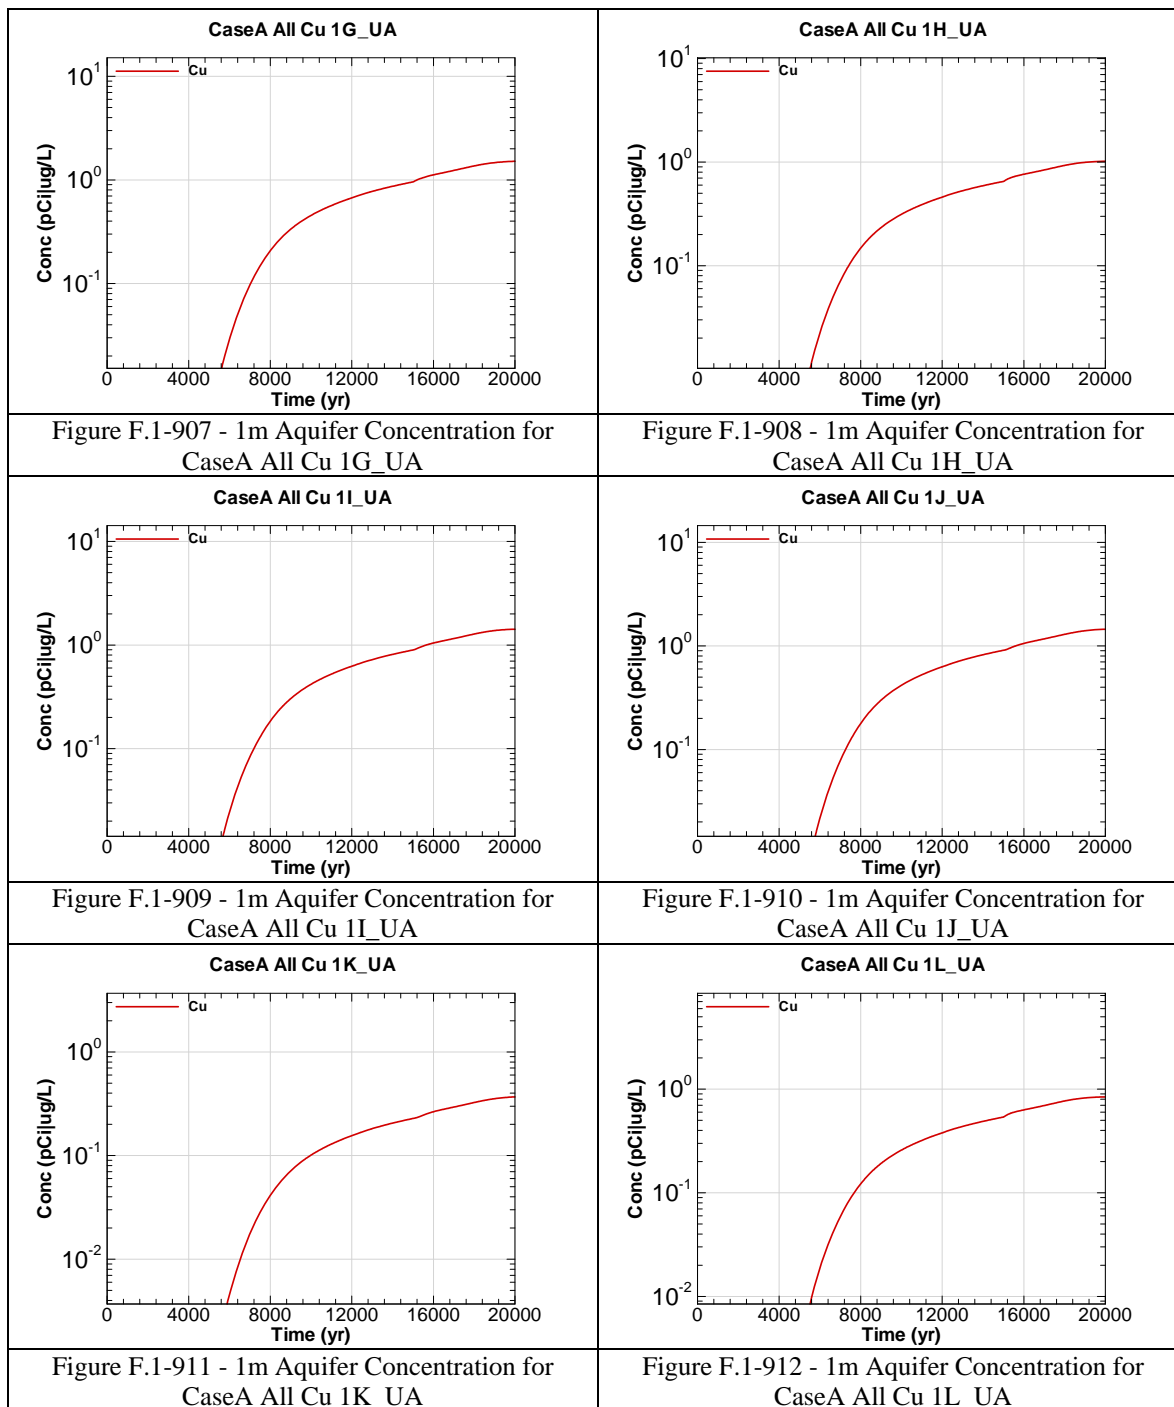 CaseA All Cu 1G_UA
Cu
10^1
10^0
10^-1
Conc (pCi|ug/L)
0 4000 8000 12000 16000 20000
Time (yr)
Figure F.1-907 - 1m Aquifer Concentration for
CaseA All Cu 1G_UA
CaseA All Cu 1H_UA
Cu
10^1
10^0
10^-1
Conc (pCi|ug/L)
0 4000 8000 12000 16000 20000
Time (yr)
Figure F.1-908 - 1m Aquifer Concentration for
CaseA All Cu 1H_UA
CaseA All Cu 1I_UA
Cu
10^1
10^0
10^-1
Conc (pCi|ug/L)
0 4000 8000 12000 16000 20000
Time (yr)
Figure F.1-909 - 1m Aquifer Concentration for
CaseA All Cu 1I_UA
CaseA All Cu 1J_UA
Cu
10^1
10^0
10^-1
Conc (pCi|ug/L)
0 4000 8000 12000 16000 20000
Time (yr)
Figure F.1-910 - 1m Aquifer Concentration for
CaseA All Cu 1J_UA
CaseA All Cu 1K_UA
Cu
10^0
10^-1
10^-2
Conc (pCi|ug/L)
0 4000 8000 12000 16000 20000
Time (yr)
Figure F.1-911 - 1m Aquifer Concentration for
CaseA All Cu 1K_UA
CaseA All Cu 1L_UA
Cu
10^0
10^-1
10^-2
Conc (pCi|ug/L)
0 4000 8000 12000 16000 20000
Time (yr)
Figure F.1-912 - 1m Aquifer Concentration for
CaseA All Cu 1L_UA